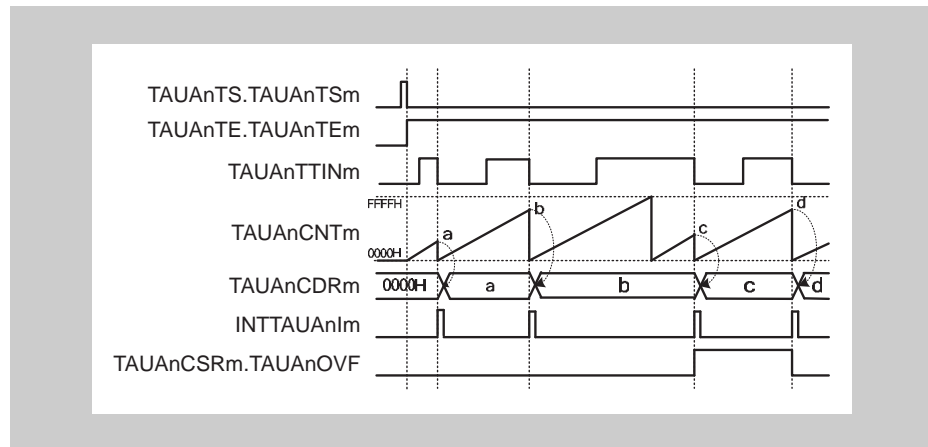 TAUAnTS.TAUAnTSm
TAUAnTE.TAUAnTEm
TAUAnTTINm
FFFFH
TAUAnCNTm
0000H
a
b
c
d
TAUAnCDRm
0000H
a
b
c
d
INTTAUAnIm
TAUAnCSRm.TAUAnOVF